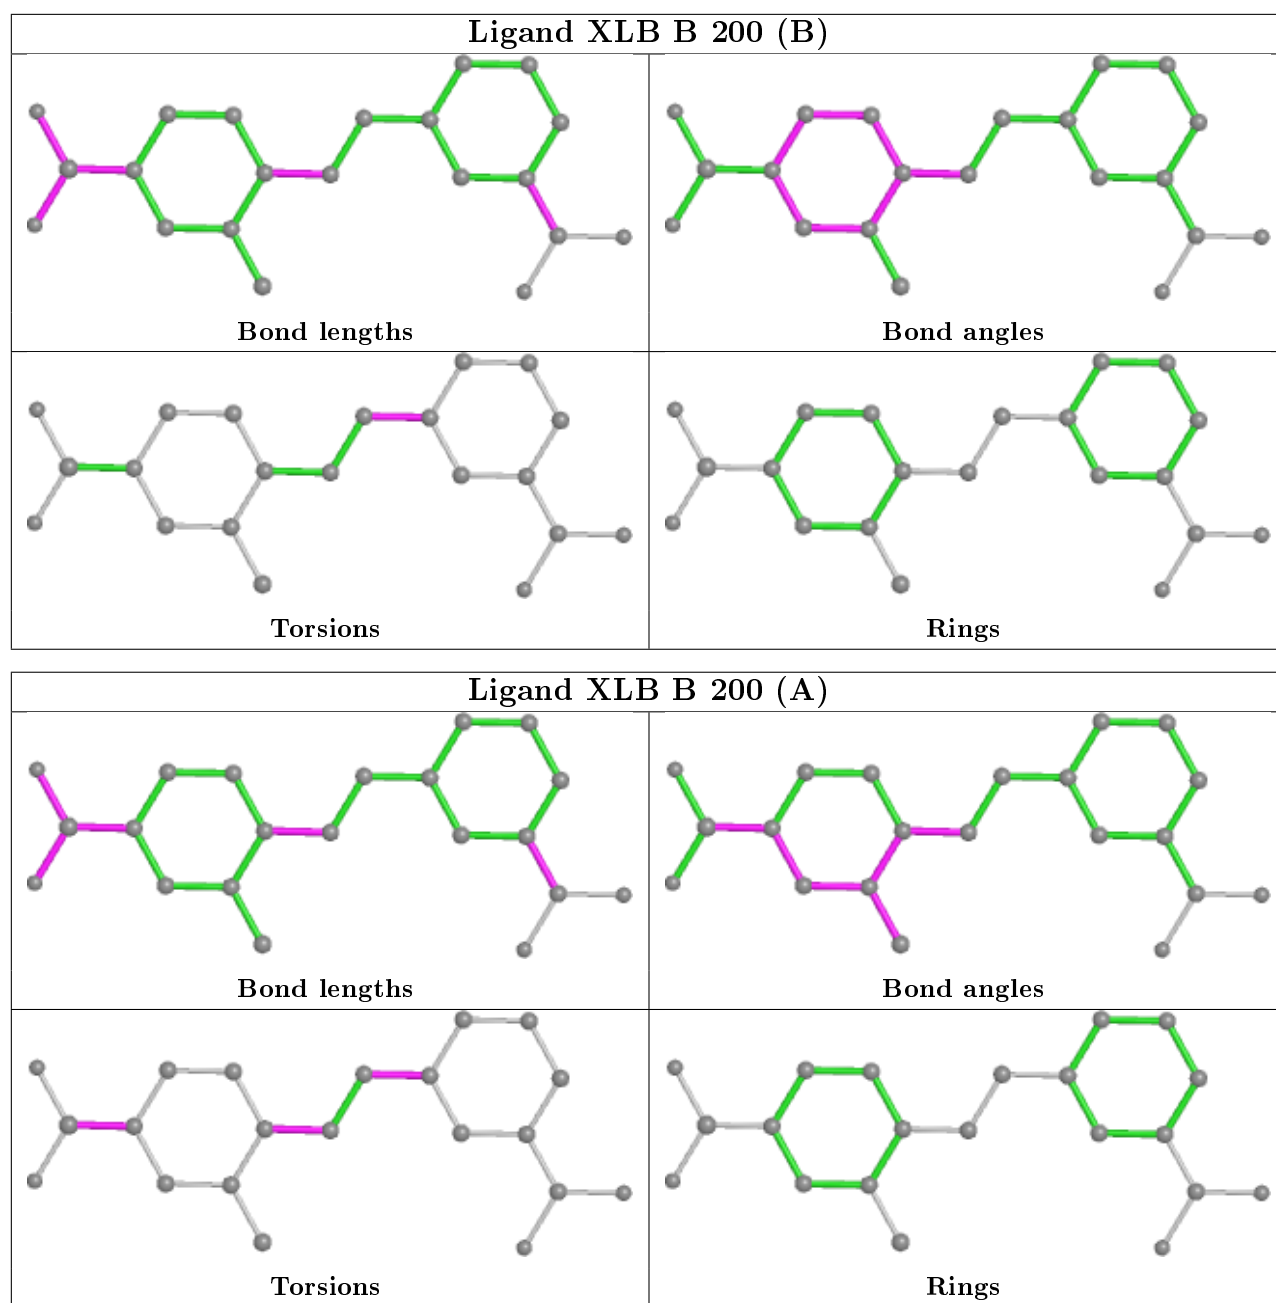 Ligand XLB B 200 (B)
Bond lengths
Bond angles
Torsions
Rings
Ligand XLB B 200 (A)
Bond lengths
Bond angles
Torsions
Rings